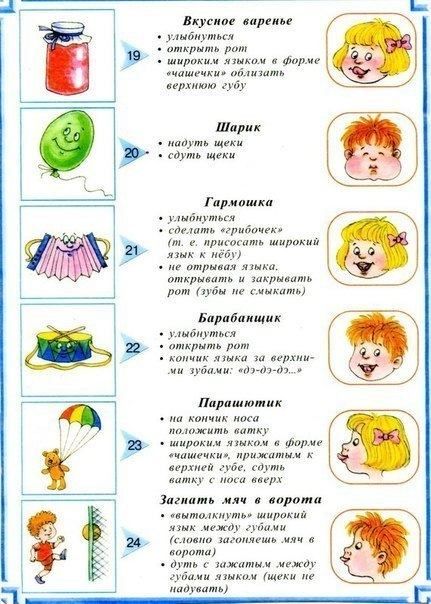 Вкусное варенье
19
• улыбнуться
• открыть рот
• широким языком в форме
"чашечки" облизать
верхнюю губу
Шарик
20
• надуть щеки
• сдуть щеки
Гармошка
21
• улыбнуться
• сделать "грибочек"
(т. е. присосать широкий
язык к нёбу)
• не отрывая языка,
открывать и закрывать
рот (зубы не смыкать)
Барабанщик
22
• улыбнуться
• открыть рот
• кончик языка за верхни-
ми зубами: «дэ-дэ-дэ...»
Парашютик
23
• на кончик носа
положить ватку
• широким языком в форме
"чашечки", прижатым к
верхней губе, сдуть
ватку с носа вверх
Загнать мяч в ворота
24
• "вытолкнуть" широкий
язык между губами
(словно загоняешь мяч в
ворота)
• дуть с зажатым между
губами языком (щеки не
надувать)